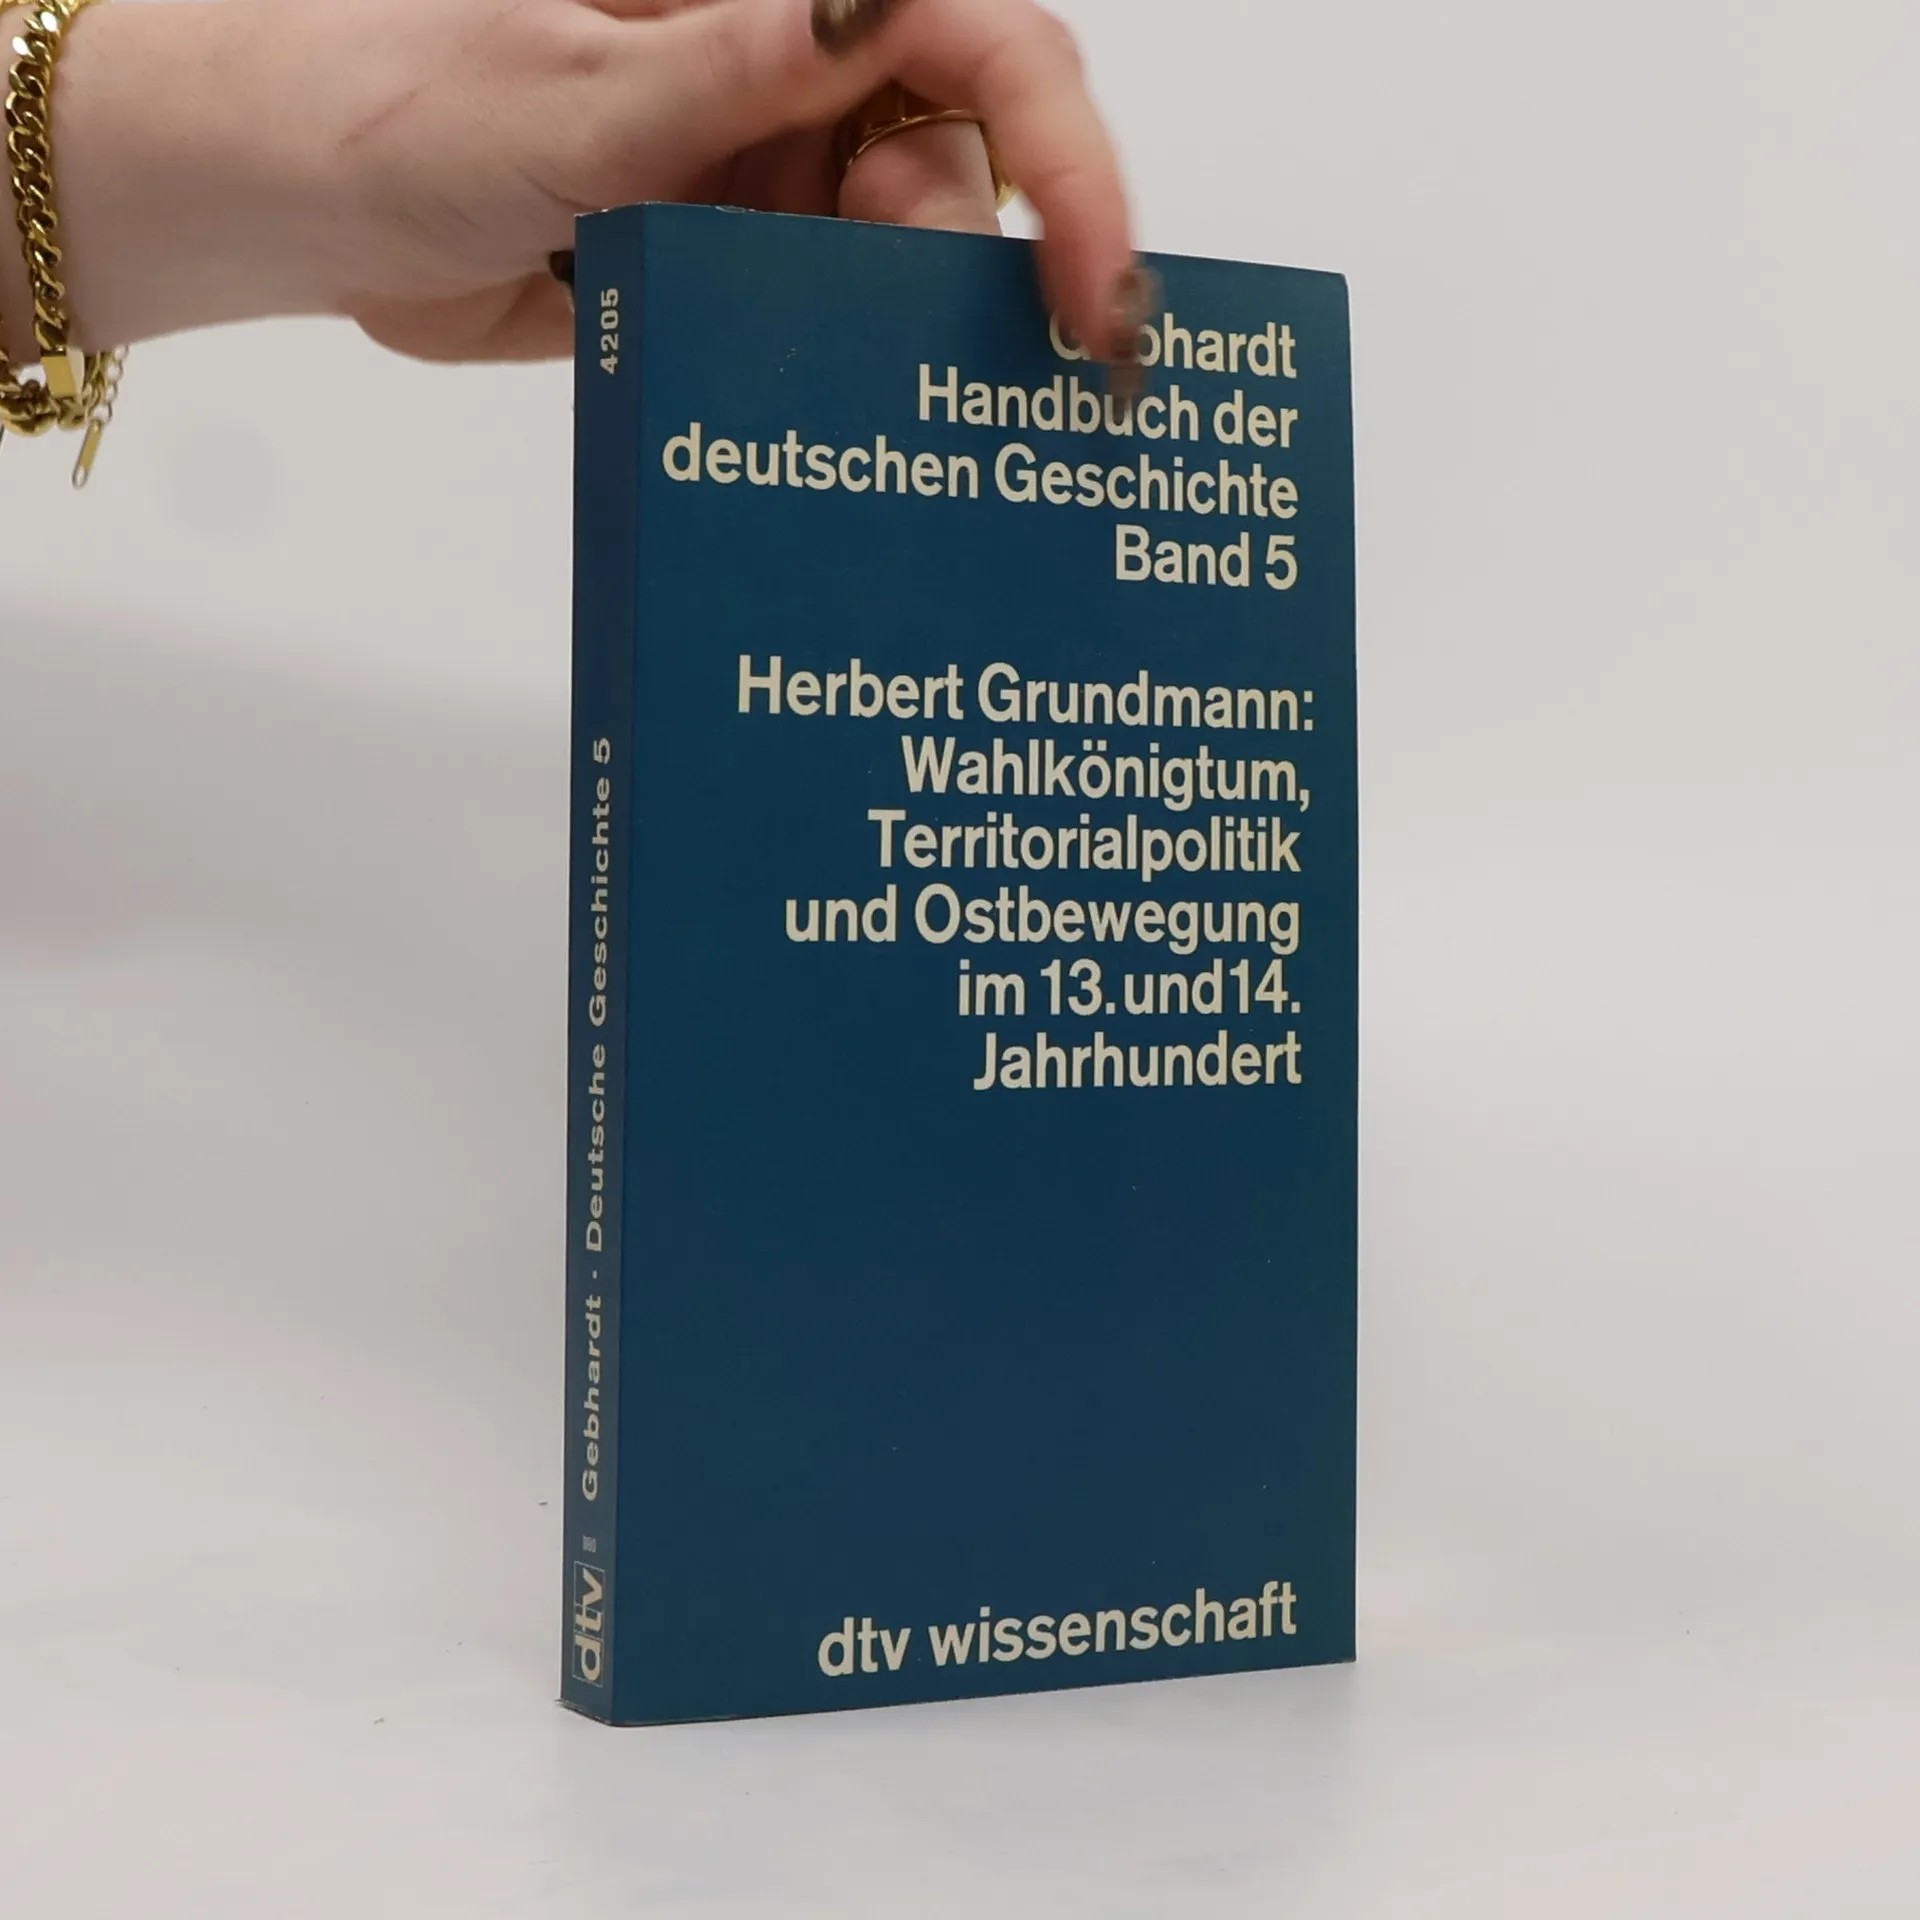 4205
Gebhardt · Deutsche Geschichte 5
dtv
hardt
Handbuch der
deutschen Geschichte
Band 5
Herbert Grundmann:
Wahlkönigtum,
Territorialpolitik
und Ostbewegung
im 13. und 14.
Jahrhundert
dtv wissenschaft